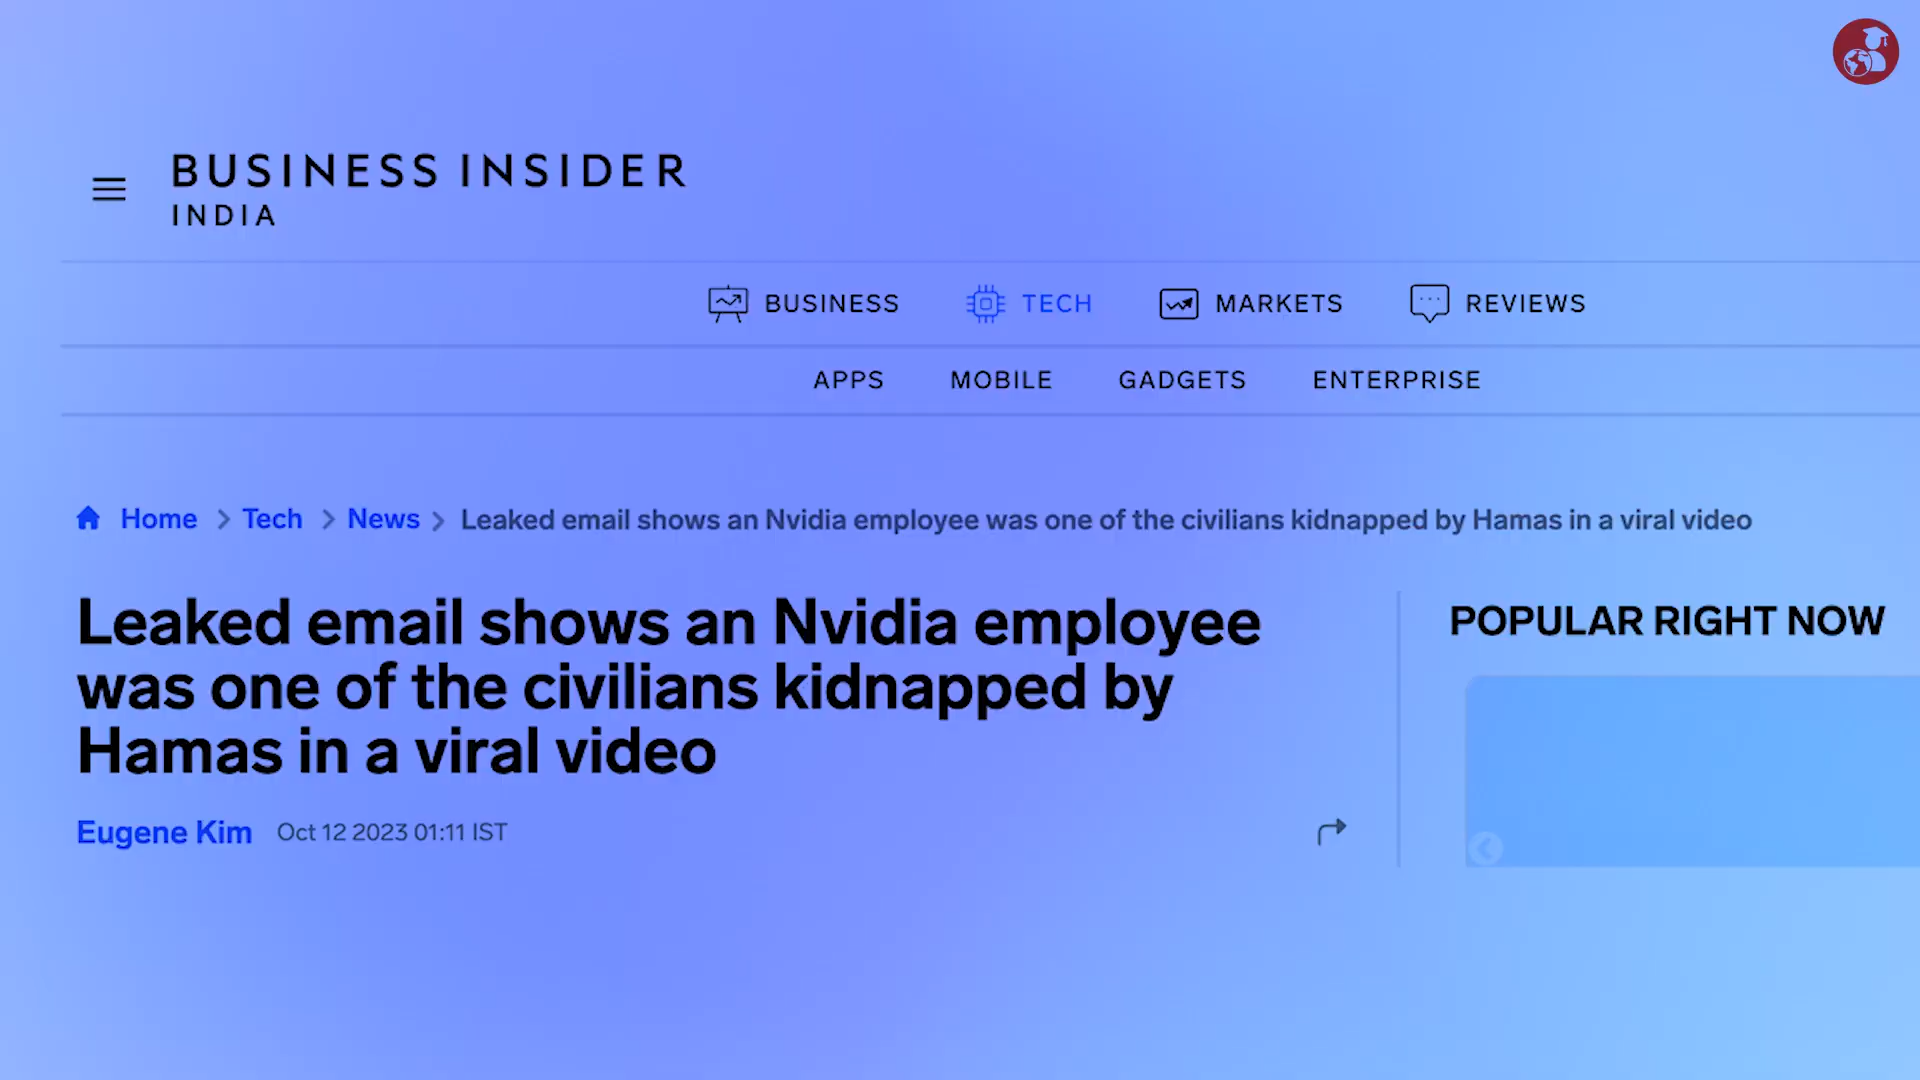 BUSINESS INSIDER
INDIA
BUSINESS TECH MARKETS REVIEWS
APPS MOBILE GADGETS ENTERPRISE
Home > Tech > News > Leaked email shows an Nvidia employee was one of the civilians kidnapped by Hamas in a viral video
Leaked email shows an Nvidia employee
was one of the civilians kidnapped by
Hamas in a viral video
Eugene Kim Oct 12 2023 01:11 IST
POPULAR RIGHT NOW